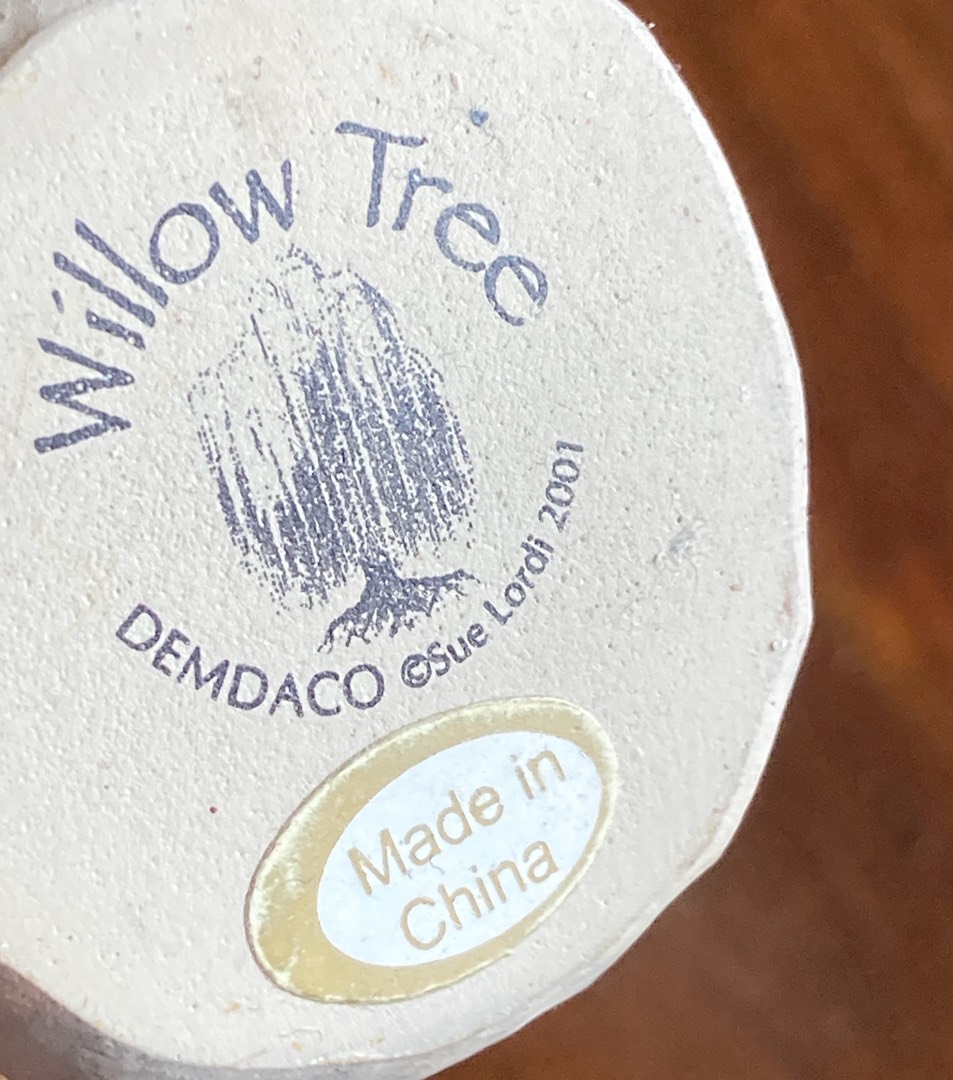 Willow Tree
DEMDACO ©Sue Lordi 2001
Made in
China